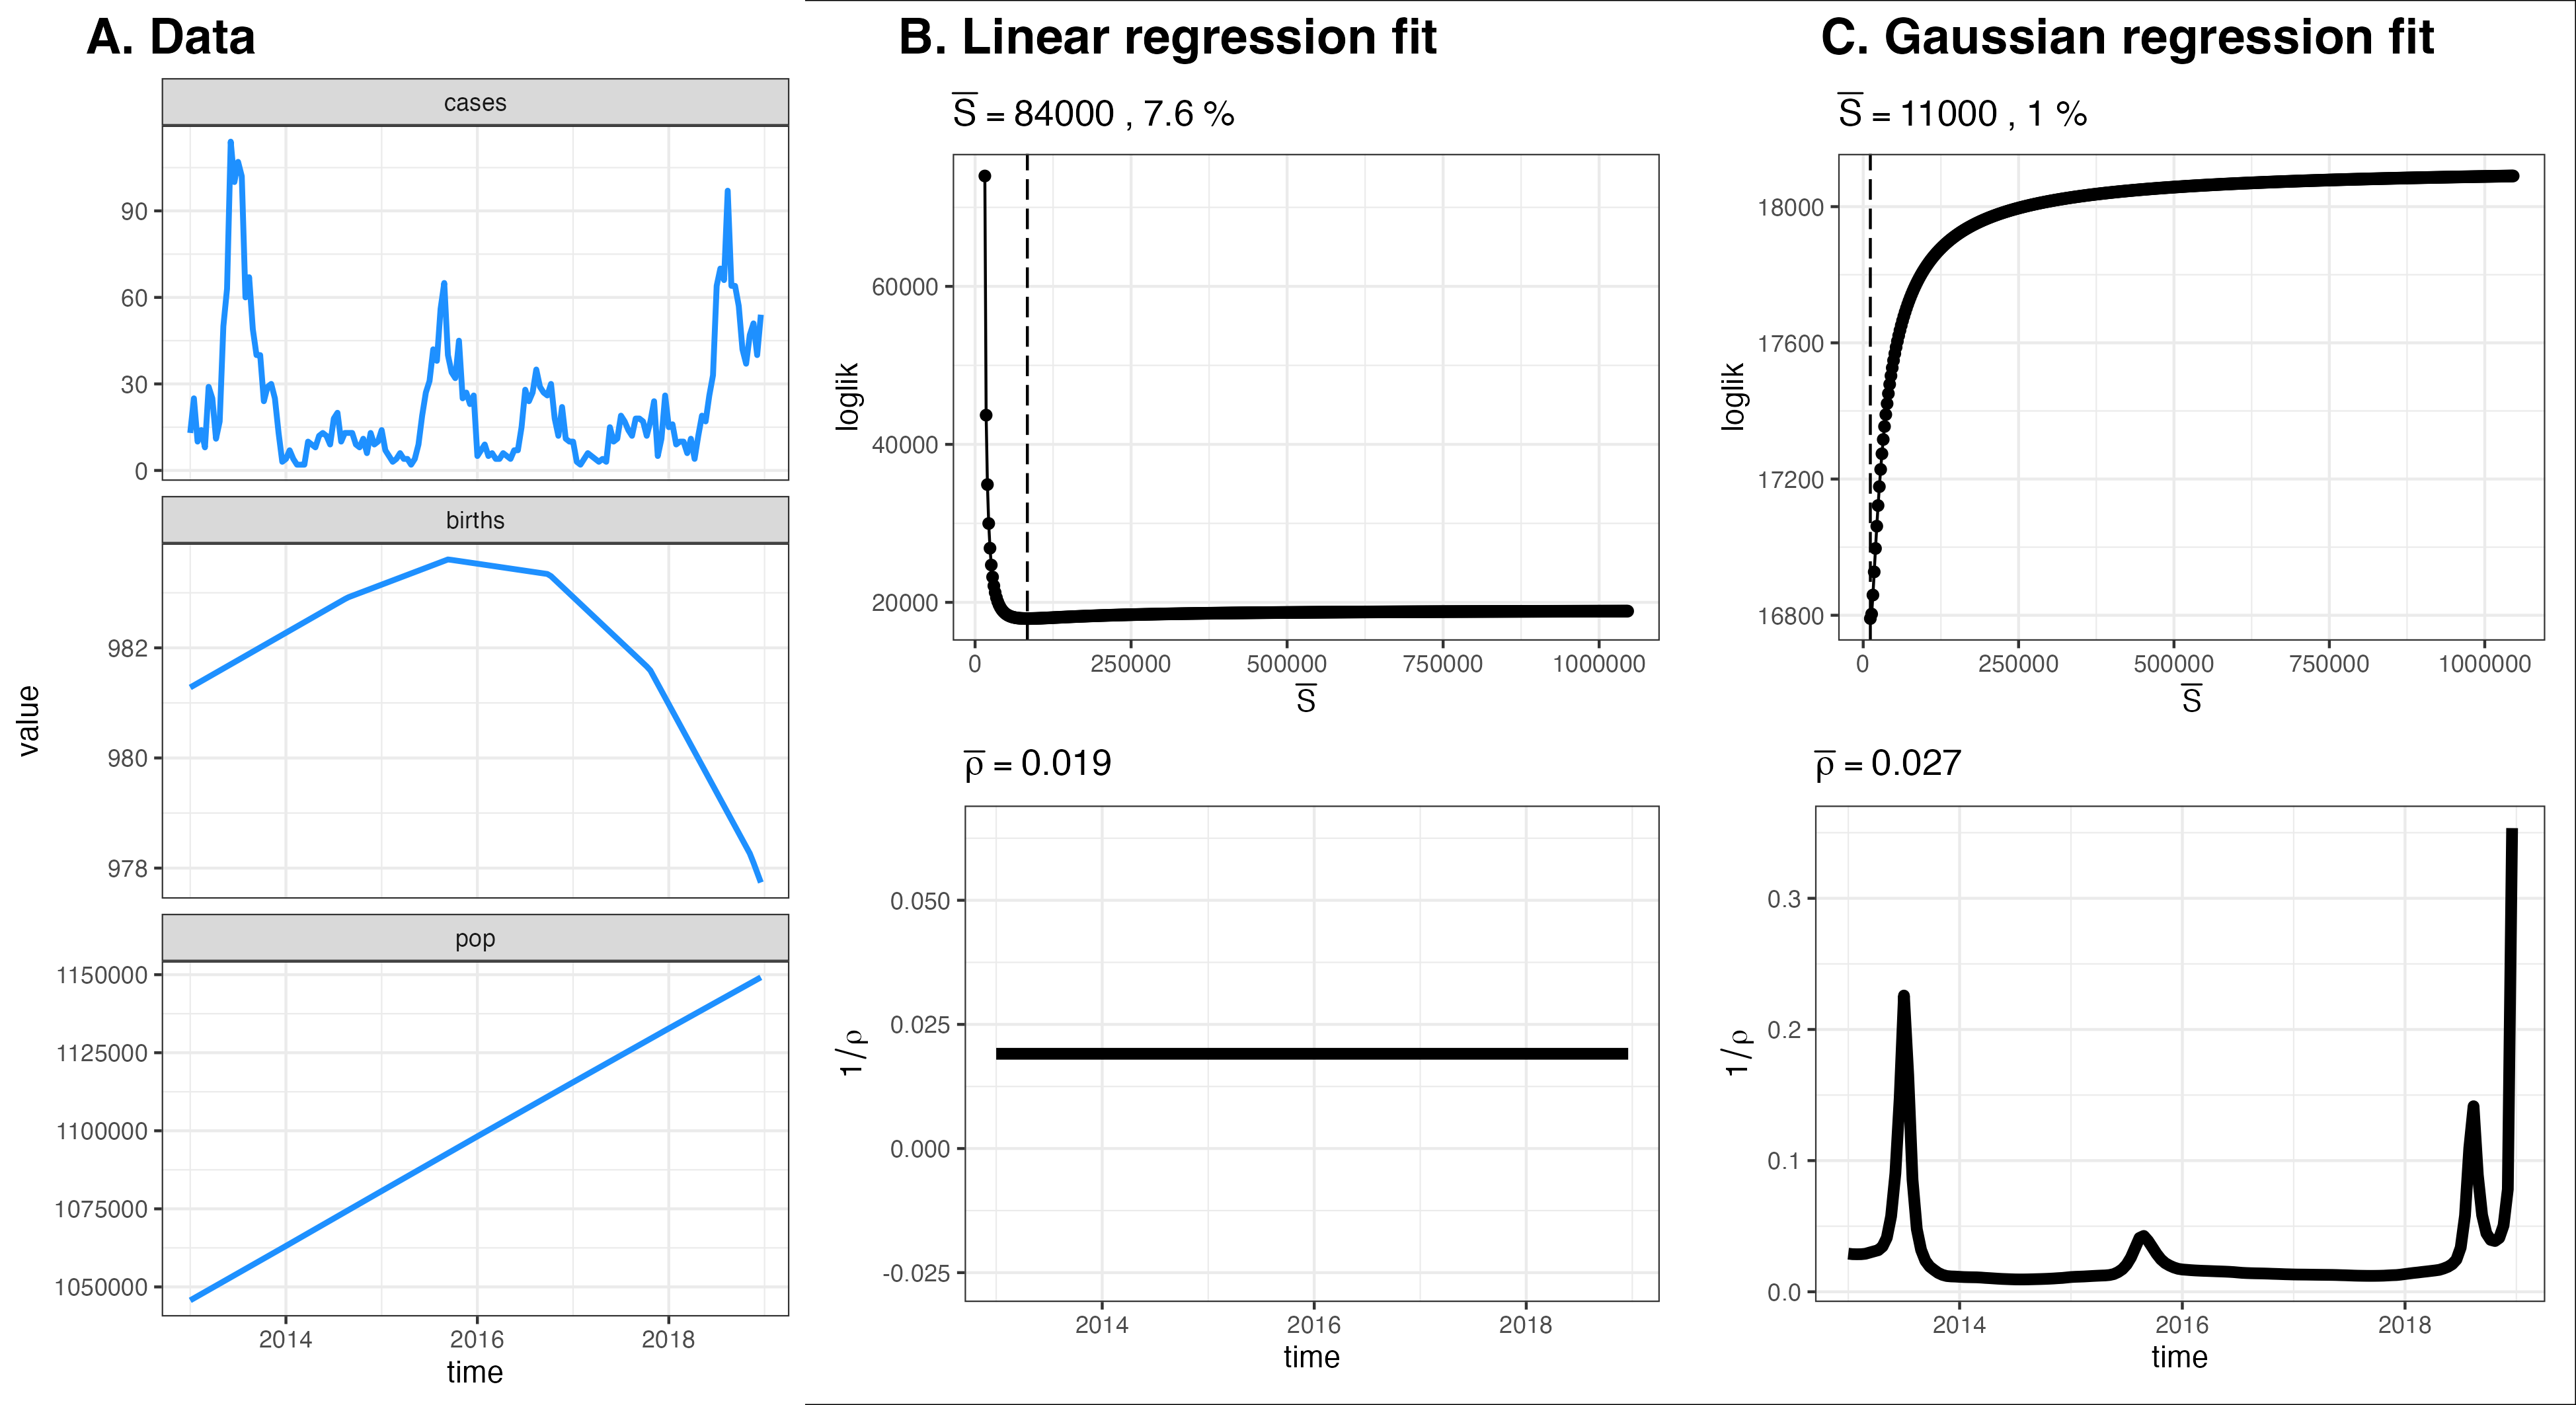 A. Data
cases
90
60
30
0
births
982
980
978
pop
1150000
1125000
1100000
1075000
1050000
2014 2016 2018
time
value
B. Linear regression fit
S̅ = 84000 , 7.6 %
60000
40000
20000
loglik
0 250000 500000 750000 1000000
S̅
ρ̅ = 0.019
0.050
0.025
0.000
-0.025
1/ρ
2014 2016 2018
time
C. Gaussian regression fit
S̅ = 11000 , 1 %
18000
17600
17200
16800
loglik
0 250000 500000 750000 1000000
S̅
ρ̅ = 0.027
0.3
0.2
0.1
0.0
1/ρ
2014 2016 2018
time